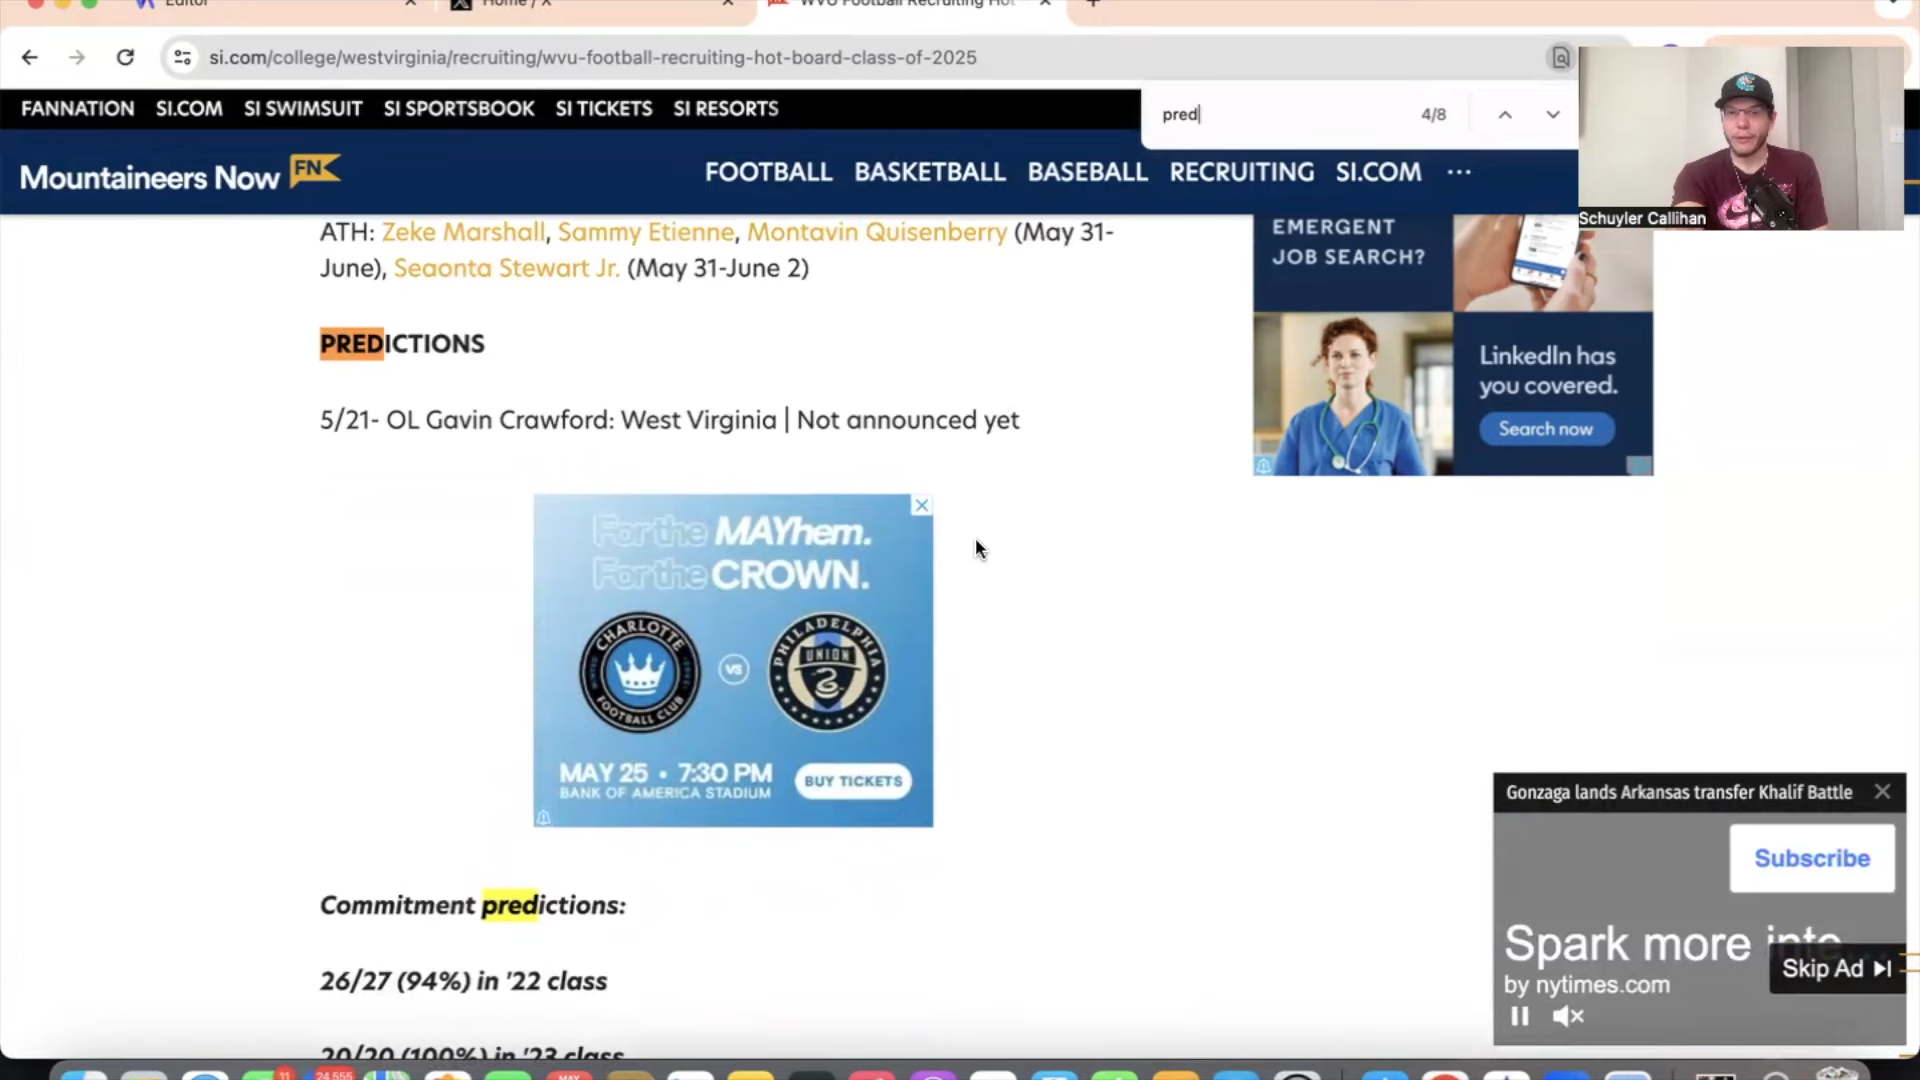 Editor
Home / X
WVU Football Recruiting Hot
si.com/college/westvirginia/recruiting/wvu-football-recruiting-hot-board-class-of-2025
FANNATION SI.COM SI SWIMSUIT SI SPORTSBOOK SI TICKETS SI RESORTS
pred 4/8
Mountaineers Now FN
FOOTBALL BASKETBALL BASEBALL RECRUITING SI.COM ...
Schuyler Callihan
ATH: Zeke Marshall, Sammy Etienne, Montavin Quisenberry (May 31-
June), Seaonta Stewart Jr. (May 31-June 2)
EMERGENT
JOB SEARCH?
PREDICTIONS
LinkedIn has
you covered.
Search now
5/21- OL Gavin Crawford: West Virginia | Not announced yet
For the MAYhem.
For the CROWN.
CHARLOTTE
FOOTBALL CLUB
VS
PHILADELPHIA
UNION
MAY 25 • 7:30 PM
BANK OF AMERICA STADIUM
BUY TICKETS
Gonzaga lands Arkansas transfer Khalif Battle
Subscribe
Spark more inte
by nytimes.com
Skip Ad
Commitment predictions:
26/27 (94%) in '22 class
20/20 (100%) in '23 class
11
24,555
MAY